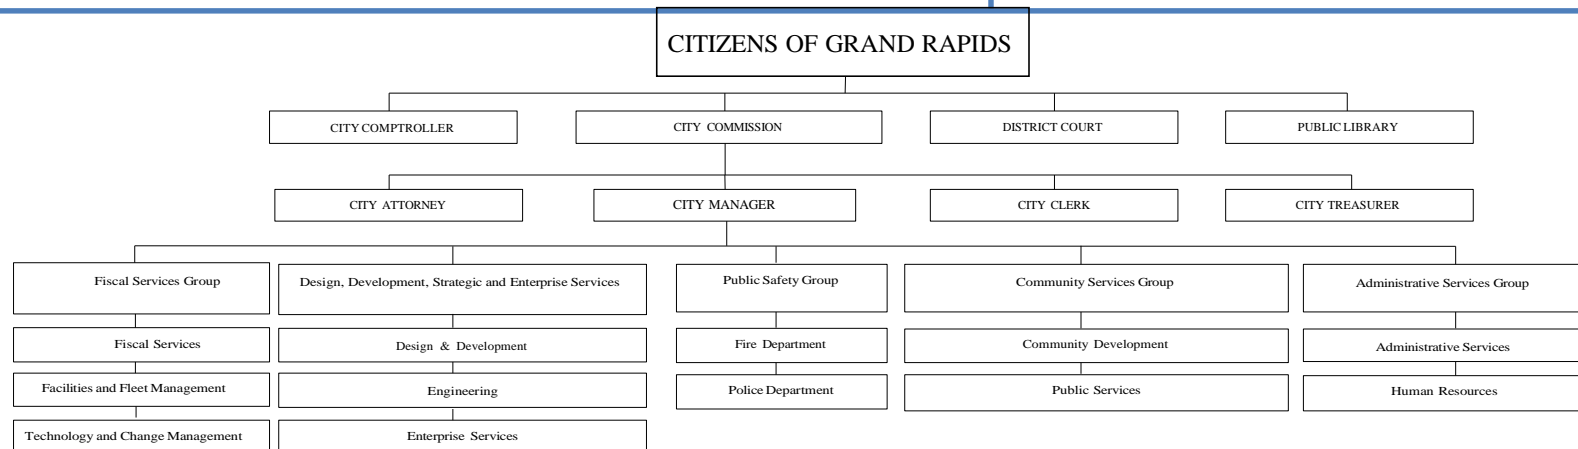 CITIZENS OF GRAND RAPIDS
CITY COMPTROLLER
CITY COMMISSION
DISTRICT COURT
PUBLIC LIBRARY
CITY ATTORNEY
CITY MANAGER
CITY CLERK
CITY TREASURER
Fiscal Services Group
Design, Development, Strategic and Enterprise Services
Public Safety Group
Community Services Group
Administrative Services Group
Fiscal Services
Design & Development
Fire Department
Community Development
Administrative Services
Facilities and Fleet Management
Engineering
Police Department
Public Services
Human Resources
Technology and Change Management
Enterprise Services